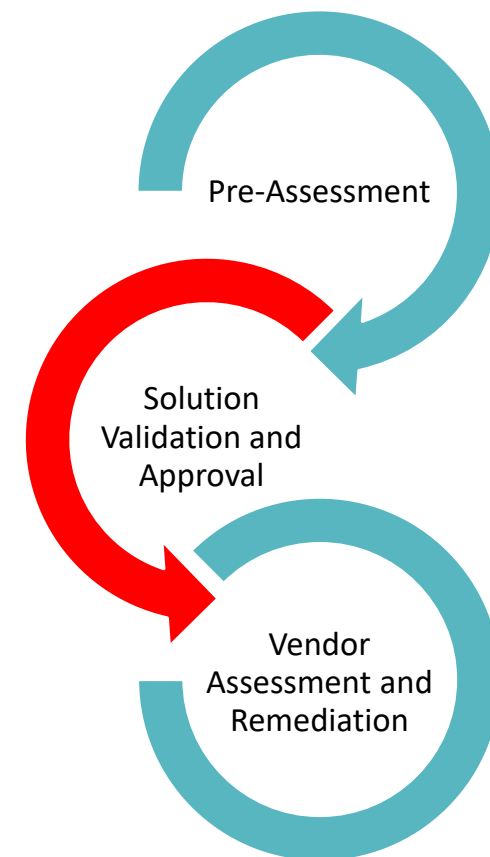 Pre-Assessment
Solution
Validation and
Approval
Vendor
Assessment and
Remediation